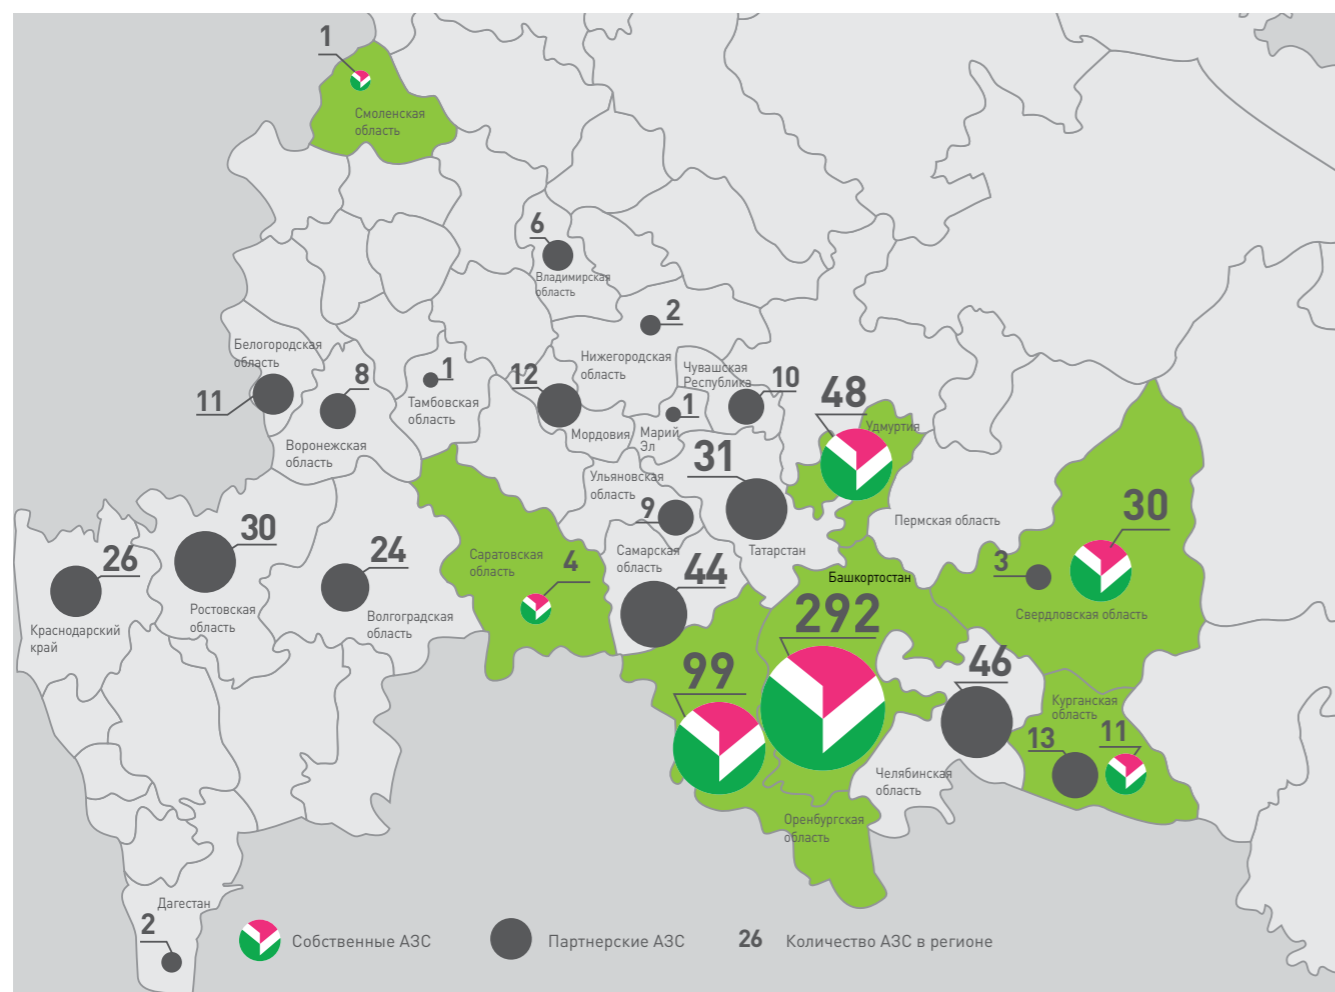 1
Смоленская
область
6
Владимирская
область
2
Нижегородская
область
Белогородская
область
11
8
Воронежская
область
1
Тамбовская
область
12
Мордовия
1
Марий
Эл
Чувашская
Республика
10
48
Удмуртия
31
Татарстан
Ульяновская
область
9
Пермская область
30
3
Свердловская область
26
Краснодарский
край
30
Ростовская
область
24
Волгоградская
область
Саратовская
область
4
Самарская
область
44
Башкортостан
292
99
46
Челябинская
область
Курганская
область
13
11
Оренбургская
область
Дагестан
2
Собственные АЗС
Партнерские АЗС
26 Количество АЗС в регионе